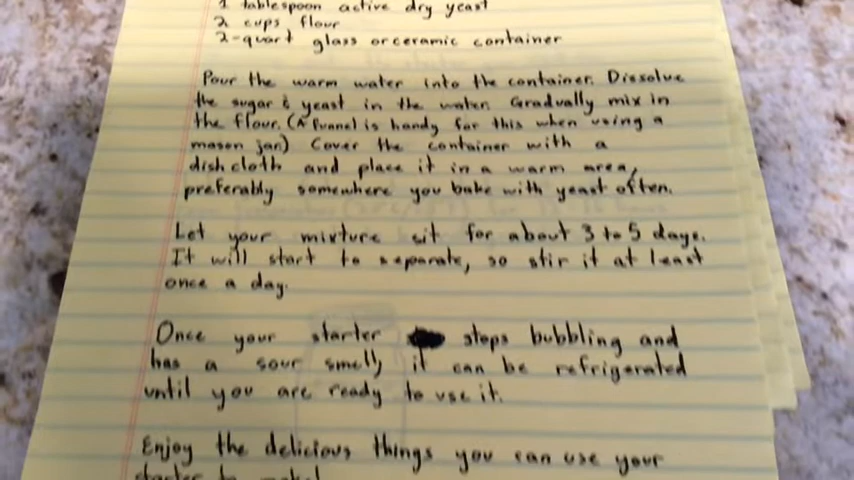 1 tablespoon active dry yeast
2 cups flour
2-quart glass or ceramic container
Pour the warm water into the container. Dissolve
the sugar & yeast in the water. Gradually mix in
the flour. (A funnel is handy for this when using a
mason jar) Cover the container with a
dishcloth and place it in a warm area,
preferably somewhere you bake with yeast often.
Let your mixture sit for about 3 to 5 days.
It will start to separate, so stir it at least
once a day.
Once your starter stops bubbling and
has a sour smell, it can be refrigerated
until you are ready to use it.
Enjoy the delicious things you can use your
starter to make!